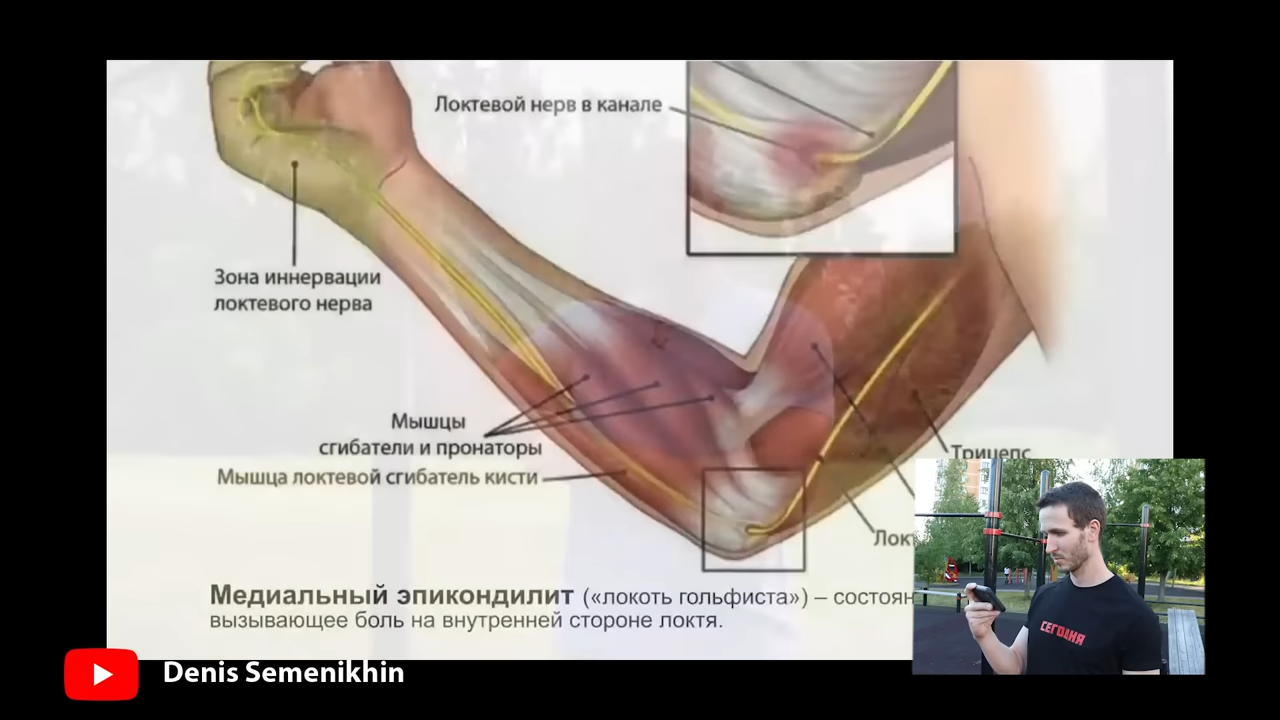 Локтевой нерв в канале
Зона иннервации
локтевого нерва
Мышцы
сгибатели и пронаторы
Мышца локтевой сгибатель кисти
Трицепс
Медиальный эпикондилит («локоть гольфиста») –
вызывающее боль на внутренней стороне локтя.
СЕГОДНЯ
Denis Semenikhin